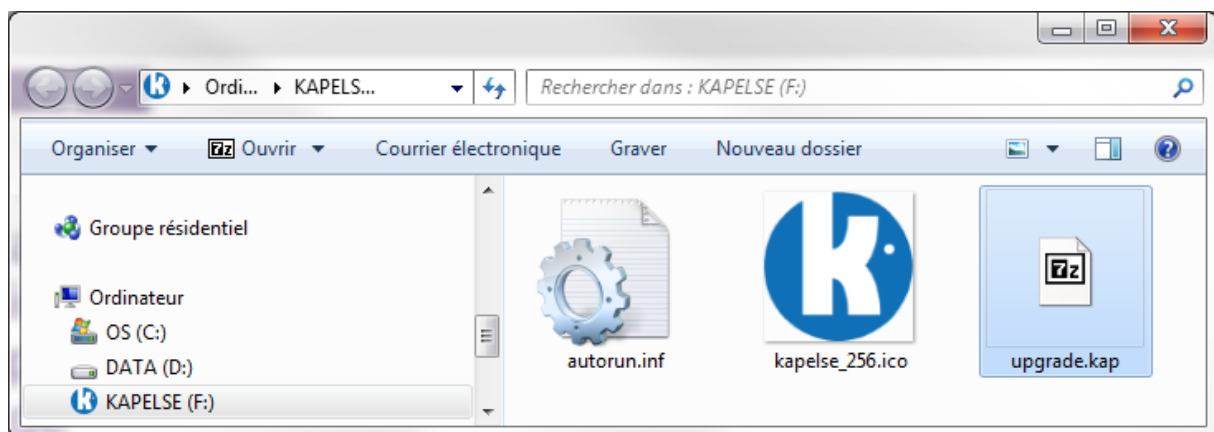 Ordi... KAPELS... Rechercher dans : KAPELSE (F:)
Organiser Ouvrir Courrier électronique Graver Nouveau dossier
Groupe résidentiel
Ordinateur
OS (C:)
DATA (D:)
KAPELSE (F:)
autorun.inf kapelse_256.ico upgrade.kap